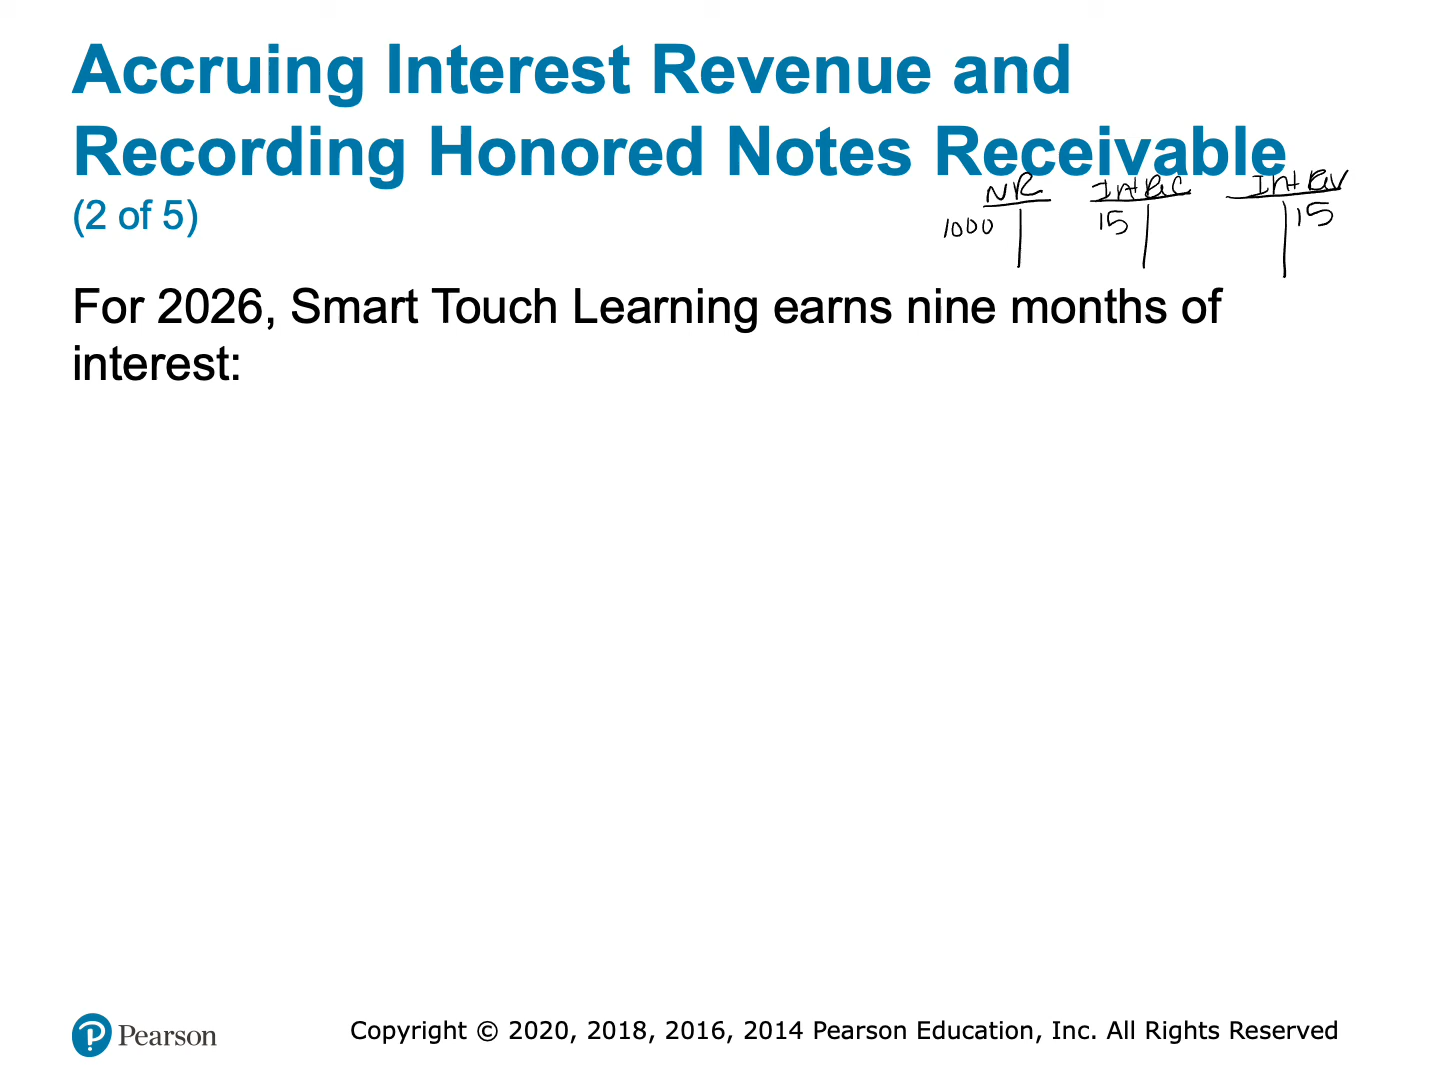 Accruing Interest Revenue and
Recording Honored Notes Receivable
(2 of 5)
NR Int Rec Int Rev
1000 15 15
For 2026, Smart Touch Learning earns nine months of
interest:
Pearson Copyright © 2020, 2018, 2016, 2014 Pearson Education, Inc. All Rights Reserved